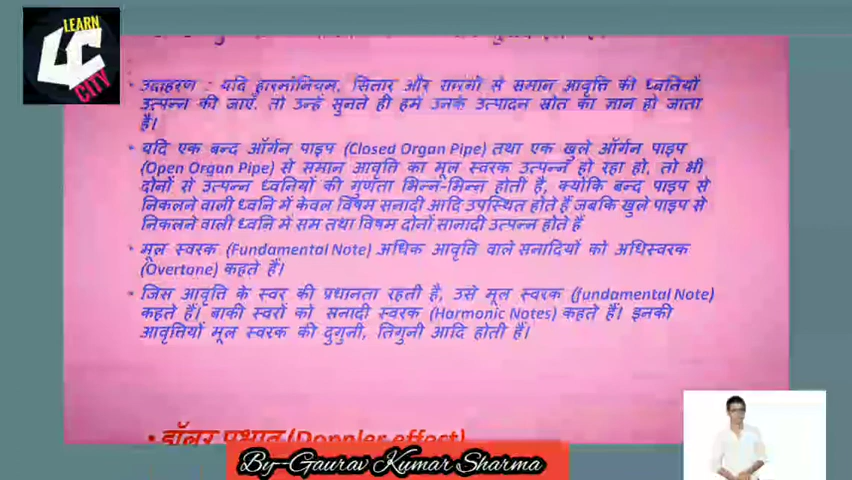 LEARN
LC
CITY
• उदाहरण : यदि हारमोनियम, सितार और से समान आवृत्ति की ध्वनियाँ
उत्पन्न की जाएँ, तो उन्हें सुनते ही हमें उनके उत्पादन स्रोत का ज्ञान हो जाता
है।
• यदि एक बन्द ऑर्गन पाइप (Closed Organ Pipe) तथा एक खुले ऑर्गन पाइप
(Open Organ Pipe) से समान आवृत्ति का मूल स्वरक उत्पन्न हो रहा हो, तो भी
दोनों से उत्पन्न ध्वनियों की गुणता भिन्न-भिन्न होती है, क्योंकि बन्द पाइप से
निकलने वाली ध्वनि में केवल विषम सनादी आदि उपस्थित होते हैं जबकि खुले पाइप से
निकलने वाली ध्वनि में सम तथा विषम दोनों सानादी उत्पन्न होते हैं
• मूल स्वरक (Fundamental Note) अधिक आवृत्ति वाले सनादियों को अधिस्वरक
(Overtone) कहते हैं।
• जिस आवृत्ति के स्वर की प्रधानता रहती है, उसे मूल स्वरक (fundamental Note)
कहते हैं। बाकी स्वरों को सनादी स्वरक (Harmonic Notes) कहते हैं। इनकी
आवृत्तियाँ मूल स्वरक की दुगुनी, तिगुनी आदि होती हैं।
• डॉलर प्रभाव (Doppler effect)
By--Gaurav Kumar Sharma